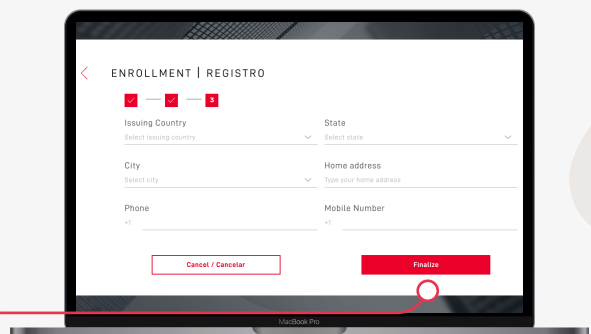 ENROLLMENT | REGISTRO
3
Issuing Country State
Select issuing country Select state
City Home address
Select city Type your home address
Phone Mobile Number
+1 +1
Cancel / Cancelar Finalize
MacBook Pro